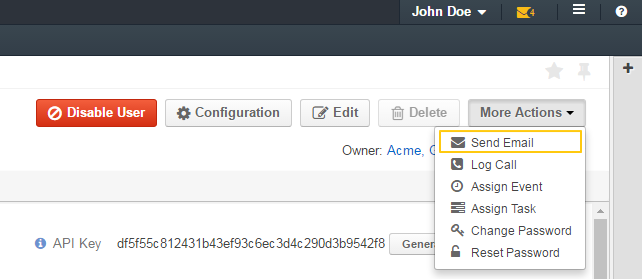 John Doe 4 ?
Disable User Configuration Edit Delete More Actions
Owner: Acme,
Send Email
Log Call
Assign Event
Assign Task
Change Password
Reset Password
API Key df5f55c812431b43ef93c6ec3d4c290d3b9542f8